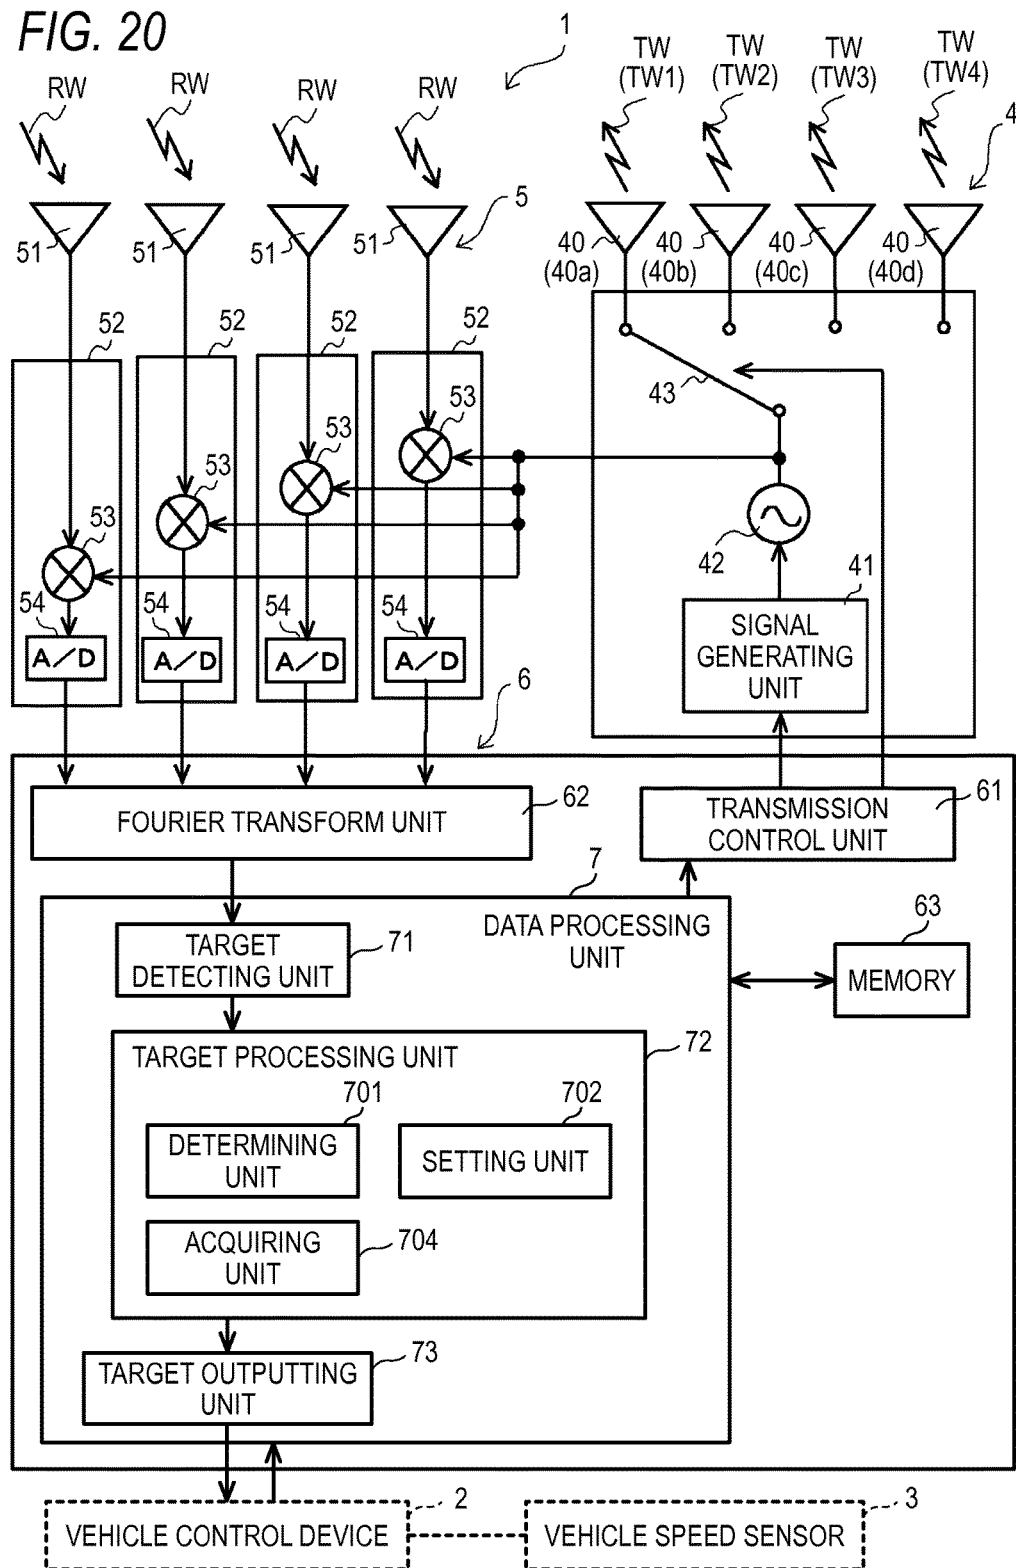 FIG. 20
1
RW
RW
RW
RW
TW
(TW1)
TW
(TW2)
TW
(TW3)
TW
(TW4)
4
51
51
51
51
5
40
(40a)
40
(40b)
40
(40c)
40
(40d)
52
52
52
52
43
53
53
53
53
42
41
SIGNAL
GENERATING
UNIT
54
54
54
54
A/D
A/D
A/D
A/D
6
FOURIER TRANSFORM UNIT
62
TRANSMISSION
CONTROL UNIT
61
7
DATA PROCESSING
UNIT
TARGET
DETECTING UNIT
71
63
MEMORY
TARGET PROCESSING UNIT
72
701
DETERMINING
UNIT
702
SETTING UNIT
ACQUIRING
UNIT
704
TARGET OUTPUTTING
UNIT
73
VEHICLE CONTROL DEVICE
2
VEHICLE SPEED SENSOR
3